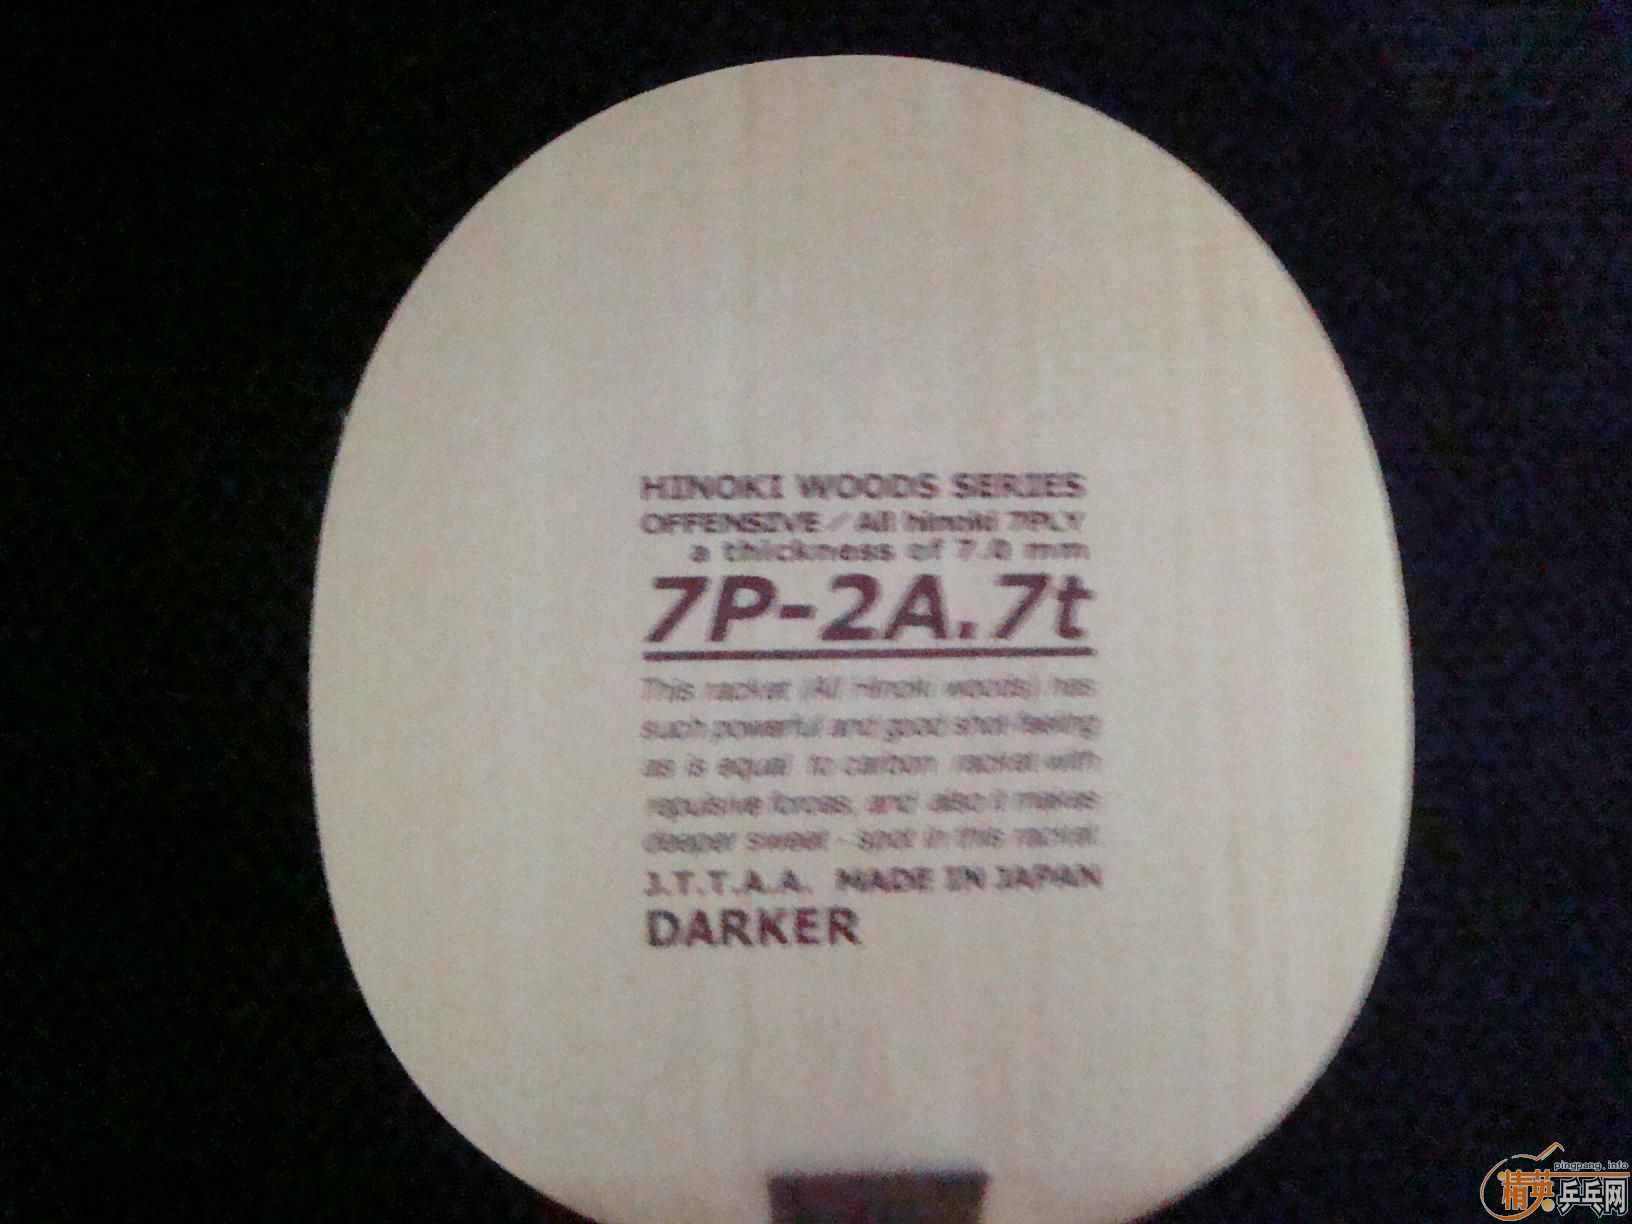 HINOKI WOODS SERIES
OFFENSIVE / All hinoki 7PLY
a thickness of 7.0 mm
7P-2A.7t
This racket (All Hinoki woods) has
such powerful and good shot-feeling
as is equal to carbon racket with
repulsive forces, and also it makes
deeper sweet - spot in this racket.
J.T.T.A.A. MADE IN JAPAN
DARKER
pingpang.info
精英乒乓网